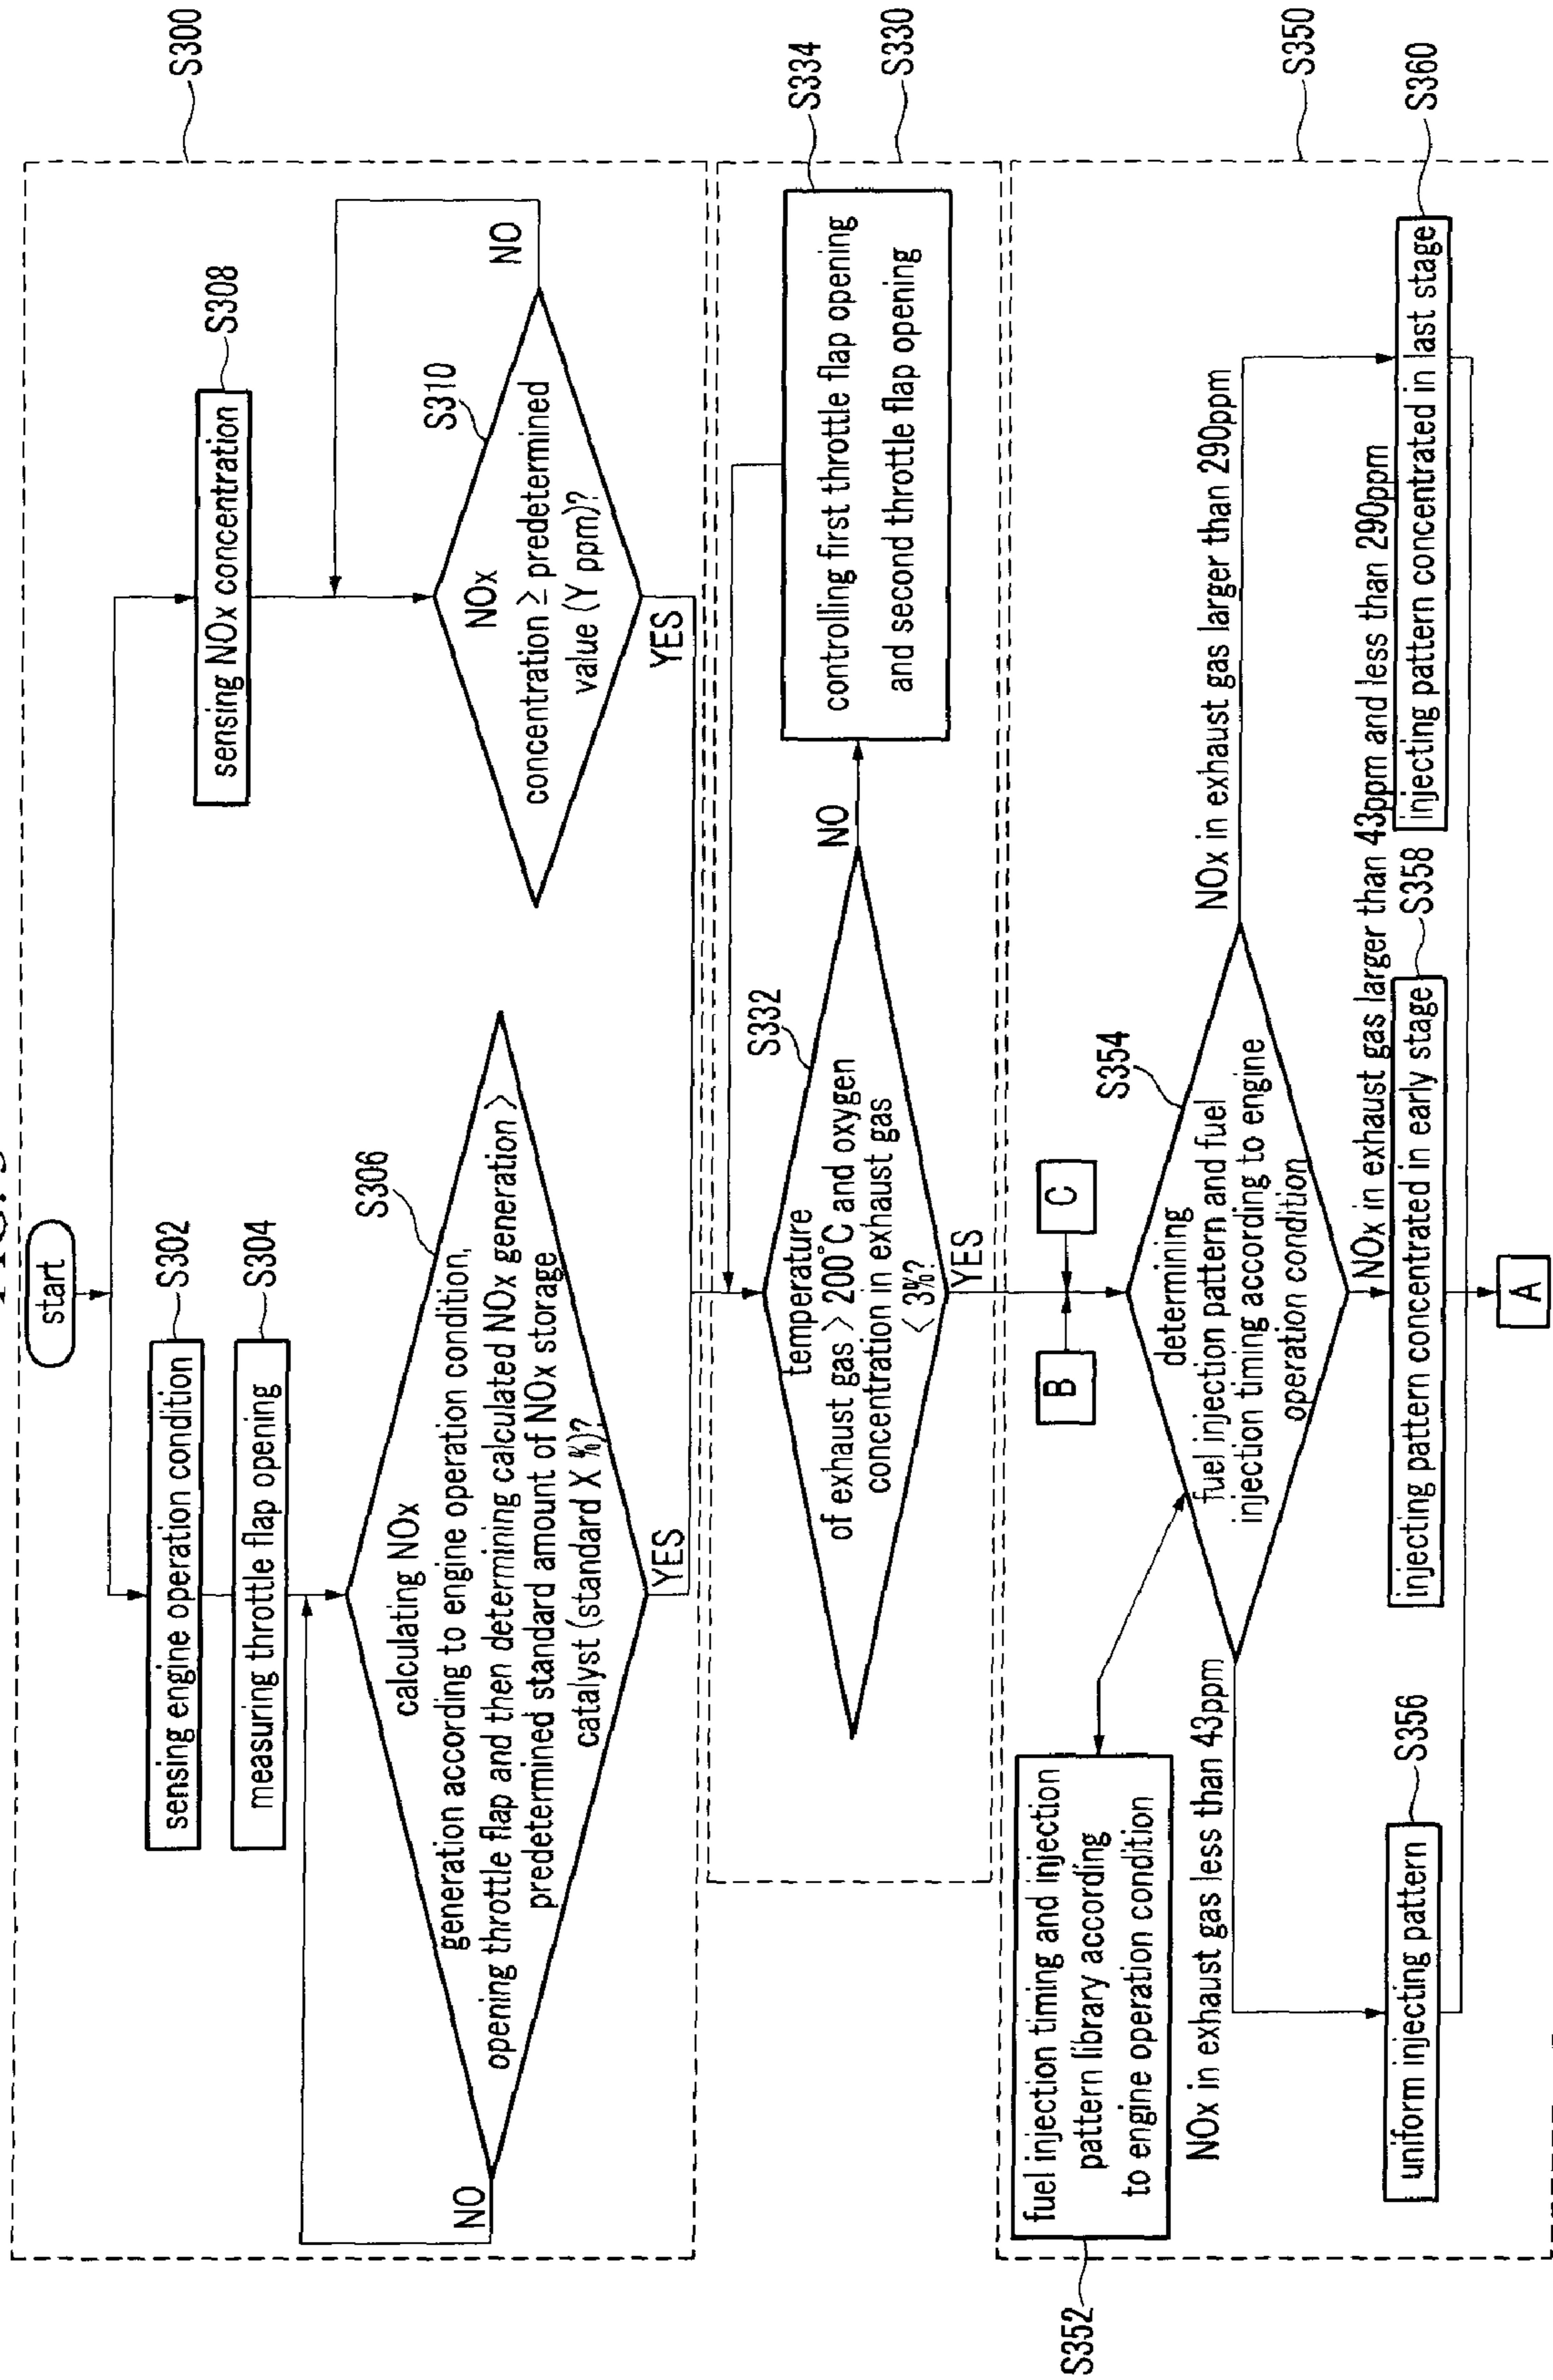 start
S300
sensing engine operation condition
S302
measuring throttle flap opening
S304
sensing NOx concentration
S308
calculating NOx
generation according to engine operation condition,
opening throttle flap and then determining calculated NOx generation >
predetermined standard amount of NOx storage
catalyst (standard X %)?
S306
NO
YES
NOx
concentration ≥ predetermined
value (Y ppm)?
S310
NO
YES
temperature
of exhaust gas > 200°C and oxygen
concentration in exhaust gas
< 3%?
S332
NO
YES
controlling first throttle flap opening
and second throttle flap opening
S334
S330
B
C
fuel injection timing and injection
pattern library according
to engine operation condition
S352
determining
fuel injection pattern and fuel
injection timing according to engine
operation condition
S354
S350
NOx in exhaust gas less than 43ppm
NOx in exhaust gas larger than 43ppm and less than 290ppm
NOx in exhaust gas larger than 290ppm
uniform injecting pattern
S356
injecting pattern concentrated in early stage
S358
injecting pattern concentrated in last stage
S360
A